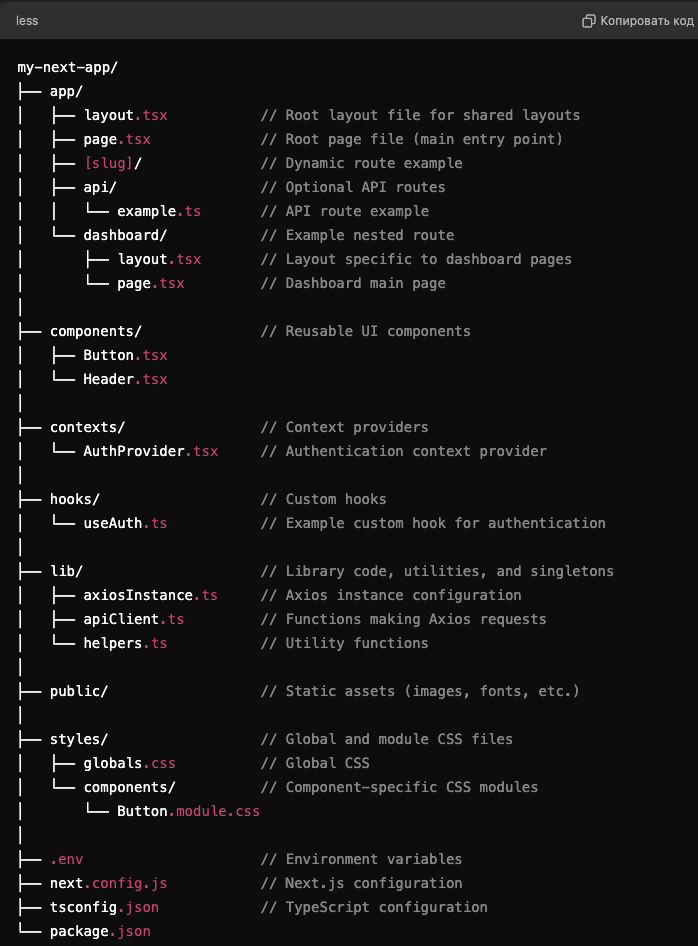 less
Копировать код
my-next-app/
├── app/
│   ├── layout.tsx           // Root layout file for shared layouts
│   ├── page.tsx             // Root page file (main entry point)
│   ├── [slug]/              // Dynamic route example
│   ├── api/                 // Optional API routes
│   │   └── example.ts       // API route example
│   └── dashboard/           // Example nested route
│       ├── layout.tsx       // Layout specific to dashboard pages
│       └── page.tsx         // Dashboard main page
│
├── components/              // Reusable UI components
│   ├── Button.tsx
│   └── Header.tsx
│
├── contexts/                // Context providers
│   └── AuthProvider.tsx     // Authentication context provider
│
├── hooks/                   // Custom hooks
│   └── useAuth.ts           // Example custom hook for authentication
│
├── lib/                     // Library code, utilities, and singletons
│   ├── axiosInstance.ts     // Axios instance configuration
│   ├── apiClient.ts         // Functions making Axios requests
│   └── helpers.ts           // Utility functions
│
├── public/                  // Static assets (images, fonts, etc.)
│
├── styles/                  // Global and module CSS files
│   ├── globals.css          // Global CSS
│   └── components/          // Component-specific CSS modules
│       └── Button.module.css
│
├── .env                     // Environment variables
├── next.config.js           // Next.js configuration
├── tsconfig.json            // TypeScript configuration
└── package.json